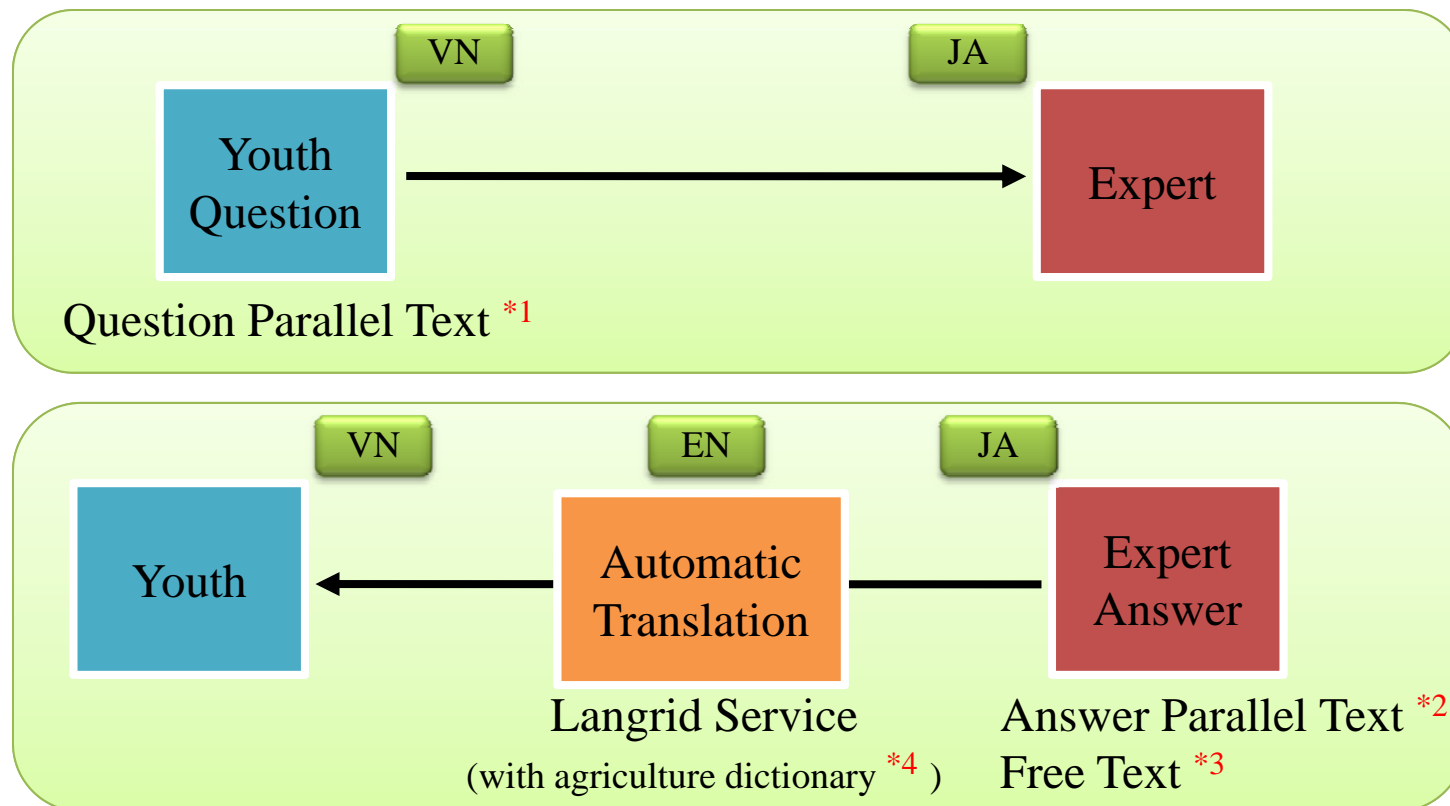 VN
JA
Youth
Question
Expert
Question Parallel Text *1
VN
EN
JA
Youth
Automatic
Translation
Expert
Answer
Langrid Service
(with agriculture dictionary *4 )
Answer Parallel Text *2
Free Text *3